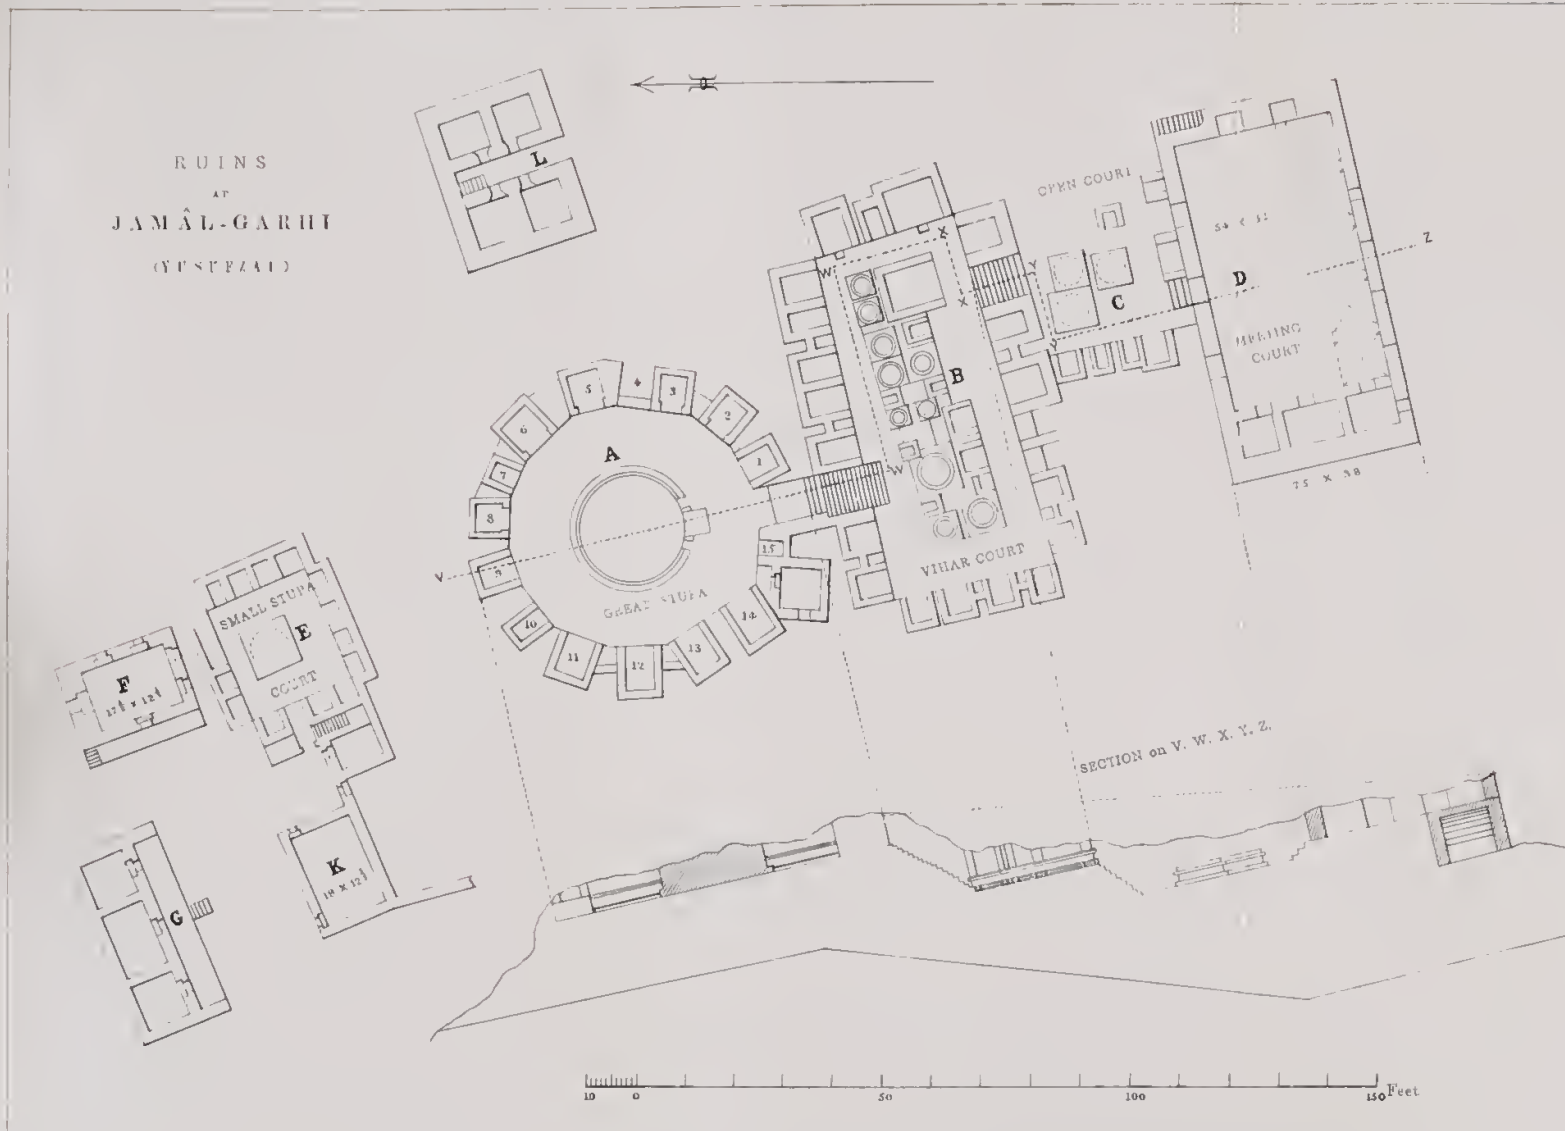 RUINS
AT
JAMÂL-GARHI
(YUSUFZAI)
L
OPEN COURT
W
X
X
Y
Y
C
Z
D
MEETING
COURT
75 X 38
B
W
VIHAR COURT
A
GREAT STUPA
V
1
2
3
4
5
6
7
8
9
10
11
12
13
14
15
SMALL STUPA
E
COURT
F
G
K
SECTION on V. W. X. Y. Z.
10 0 50 100 150 Feet